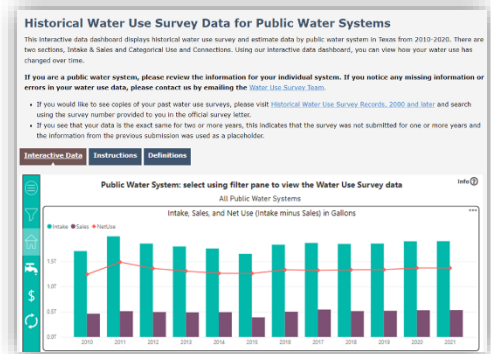 Historical Water Use Survey Data for Public Water Systems
This interactive data dashboard displays historical water use survey and estimate data by public water system in Texas from 2010-2020. There are
two sections, Intake & Sales and Categorical Use and Connections. Using our interactive data dashboard, you can view how your water use has
changed over time.
If you are a public water system, please review the information for your individual system. If you notice any missing information or
errors in your water use data, please contact us by emailing the Water Use Survey Team.
• If you would like to see copies of your past water use surveys, please visit Historical Water Use Survey Records, 2000 and later and search
using the survey number provided to you in the official survey letter.
• If you see that your data is the exact same for two or more years, this indicates that the survey was not submitted for one or more years and
the information from the previous submission was used as a placeholder.
Interactive Data Instructions Definitions
Public Water System: select using filter pane to view the Water Use Survey data
Info ?
All Public Water Systems
Intake, Sales, and Net Use (Intake minus Sales) in Gallons
...
Intake Sales NetUse
1.5T
1.0T
0.5T
0.0T
2010 2011 2012 2013 2014 2015 2016 2017 2018 2019 2020 2021
$